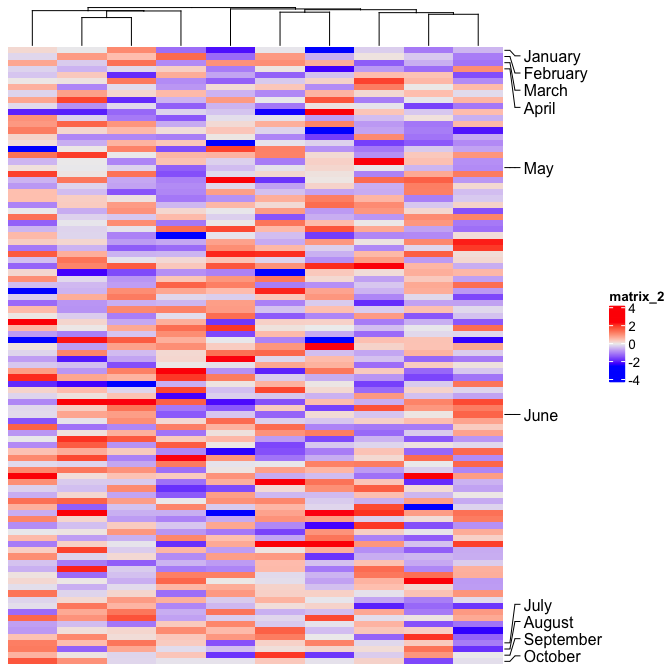 January
February
March
April
May
matrix_2
4
2
0
-2
-4
June
July
August
September
October